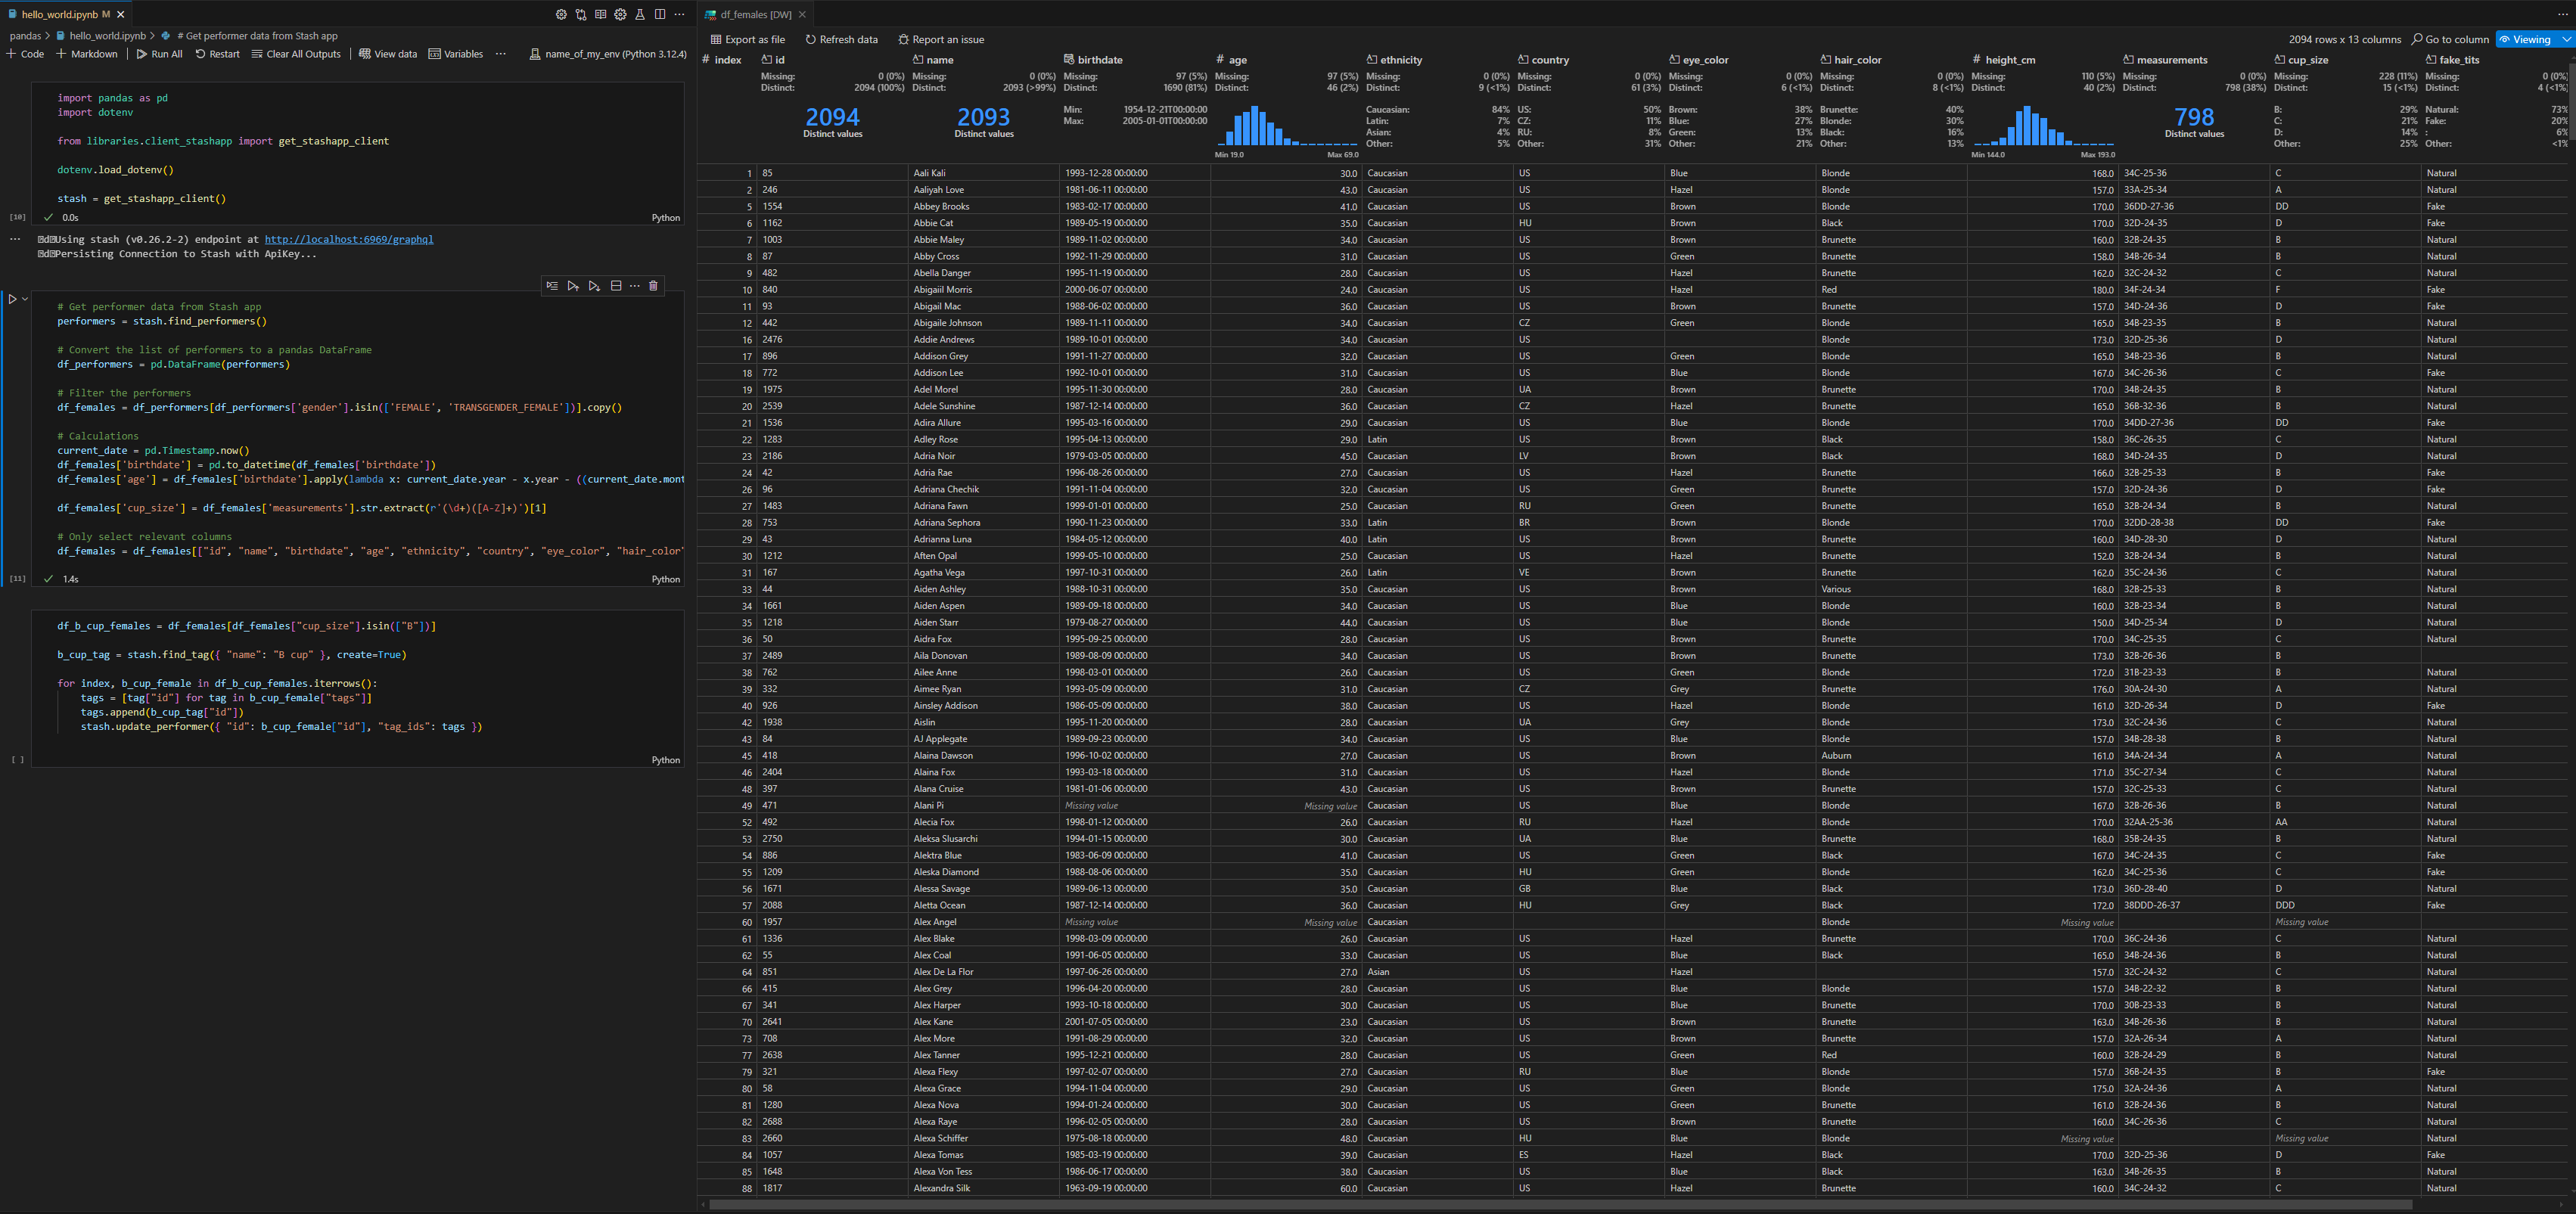 hello_world.ipynb M
pandas > hello_world.ipynb > # Get performer data from Stash app
+ Code + Markdown Run All Restart Clear All Outputs View data Variables ... name_of_my_env (Python 3.12.4)
import pandas as pd
import dotenv
from libraries.client_stashapp import get_stashapp_client
dotenv.load_dotenv()
stash = get_stashapp_client()
[10] 0.0s Python
Using stash (v0.26.2-2) endpoint at http://localhost:6969/graphql
Persisting Connection to Stash with ApiKey...
# Get performer data from Stash app
performers = stash.find_performers()
# Convert the list of performers to a pandas DataFrame
df_performers = pd.DataFrame(performers)
# Filter the performers
df_females = df_performers[df_performers['gender'].isin(['FEMALE', 'TRANSGENDER_FEMALE'])].copy()
# Calculations
current_date = pd.Timestamp.now()
df_females['birthdate'] = pd.to_datetime(df_females['birthdate'])
df_females['age'] = df_females['birthdate'].apply(lambda x: current_date.year - x.year - ((current_date.mont
df_females['cup_size'] = df_females['measurements'].str.extract(r'(\d+)([A-Z]+)')[1]
# Only select relevant columns
df_females = df_females[["id", "name", "birthdate", "age", "ethnicity", "country", "eye_color", "hair_color"
[11] 1.4s Python
df_b_cup_females = df_females[df_females["cup_size"].isin(["B"])]
b_cup_tag = stash.find_tag({ "name": "B cup" }, create=True)
for index, b_cup_female in df_b_cup_females.iterrows():
tags = [tag["id"] for tag in b_cup_female["tags"]]
tags.append(b_cup_tag["id"])
stash.update_performer({ "id": b_cup_female["id"], "tag_ids": tags })
[ ] Python
df_females [DW]
Export as file Refresh data Report an issue 2094 rows x 13 columns Go to column Viewing
# index id name birthdate # age ethnicity country eye_color hair_color # height_cm measurements cup_size fake_tits
Missing: 0 (0%) Missing: 0 (0%) Missing: 97 (5%) Missing: 97 (5%) Missing: 0 (0%) Missing: 0 (0%) Missing: 0 (0%) Missing: 0 (0%) Missing: 110 (5%) Missing: 0 (0%) Missing: 228 (11%) Missing: 0 (0%)
Distinct: 2094 (100%) Distinct: 2093 (>99%) Distinct: 1690 (81%) Distinct: 46 (2%) Distinct: 9 (<1%) Distinct: 61 (3%) Distinct: 6 (<1%) Distinct: 8 (<1%) Distinct: 40 (2%) Distinct: 798 (38%) Distinct: 15 (<1%) Distinct: 4 (<1%)
2094 2093 Min: 1954-12-21T00:00:00 Caucasian: 84% US: 50% Brown: 38% Brunette: 40% 798 B: 29% Natural: 73%
Distinct values Distinct values Max: 2005-01-01T00:00:00 Latin: 7% CZ: 11% Blue: 27% Blonde: 30% Distinct values C: 21% Fake: 20%
Asian: 4% RU: 8% Green: 13% Black: 16% D: 14% : 6%
Other: 5% Other: 31% Other: 21% Other: 13% Other: 25% Other: <1%
Min 19.0 Max 69.0 Min 144.0 Max 193.0
1 85 Aali Kali 1993-12-28 00:00:00 30.0 Caucasian US Blue Blonde 168.0 34C-25-36 C Natural
2 246 Aaliyah Love 1981-06-11 00:00:00 43.0 Caucasian US Hazel Blonde 157.0 33A-25-34 A Natural
5 1554 Abbey Brooks 1983-02-17 00:00:00 41.0 Caucasian US Brown Blonde 170.0 36DD-27-36 DD Fake
6 1162 Abbie Cat 1989-05-19 00:00:00 35.0 Caucasian HU Brown Black 170.0 32D-24-35 D Fake
7 1003 Abbie Maley 1989-11-02 00:00:00 34.0 Caucasian US Brown Brunette 160.0 32B-24-35 B Natural
8 87 Abby Cross 1992-11-29 00:00:00 31.0 Caucasian US Green Brunette 158.0 34B-26-34 B Natural
9 482 Abella Danger 1995-11-19 00:00:00 28.0 Caucasian US Hazel Brunette 162.0 32C-24-32 C Natural
10 840 Abigaiil Morris 2000-06-07 00:00:00 24.0 Caucasian US Hazel Red 180.0 34F-24-34 F Fake
11 93 Abigail Mac 1988-06-02 00:00:00 36.0 Caucasian US Brown Brunette 157.0 34D-24-36 D Fake
12 442 Abigaile Johnson 1989-11-11 00:00:00 34.0 Caucasian CZ Green Blonde 165.0 34B-23-35 B Natural
16 2476 Addie Andrews 1989-10-01 00:00:00 34.0 Caucasian US Blonde 173.0 32D-25-36 D Natural
17 896 Addison Grey 1991-11-27 00:00:00 32.0 Caucasian US Green Blonde 165.0 34B-23-36 B Natural
18 772 Addison Lee 1992-10-01 00:00:00 31.0 Caucasian US Blue Blonde 167.0 34C-26-36 C Fake
19 1975 Adel Morel 1995-11-30 00:00:00 28.0 Caucasian UA Brown Brunette 170.0 34B-24-35 B Natural
20 2539 Adele Sunshine 1987-12-14 00:00:00 36.0 Caucasian CZ Hazel Brunette 165.0 36B-32-36 B Natural
21 1536 Adira Allure 1995-03-16 00:00:00 29.0 Caucasian US Blue Blonde 170.0 34DD-27-36 DD Fake
22 1283 Adley Rose 1995-04-13 00:00:00 29.0 Latin US Brown Black 158.0 36C-26-35 C Natural
23 2186 Adria Noir 1979-03-05 00:00:00 45.0 Caucasian LV Brown Black 168.0 34D-24-35 D Natural
24 42 Adria Rae 1996-08-26 00:00:00 27.0 Caucasian US Hazel Brunette 166.0 32B-25-33 B Fake
26 96 Adriana Chechik 1991-11-04 00:00:00 32.0 Caucasian US Green Brunette 157.0 32D-24-36 D Fake
27 1483 Adriana Fawn 1999-01-01 00:00:00 25.0 Caucasian RU Green Brunette 165.0 32B-24-34 B Natural
28 753 Adriana Sephora 1990-11-23 00:00:00 33.0 Latin BR Brown Blonde 170.0 32DD-28-38 DD Fake
29 43 Adrianna Luna 1984-05-12 00:00:00 40.0 Latin US Brown Brunette 160.0 34D-28-30 D Natural
30 1212 Aften Opal 1999-05-10 00:00:00 25.0 Caucasian US Hazel Brunette 152.0 32B-24-34 B Natural
31 167 Agatha Vega 1997-10-31 00:00:00 26.0 Latin VE Brown Brunette 162.0 35C-24-36 C Natural
33 44 Aiden Ashley 1988-10-31 00:00:00 35.0 Caucasian US Brown Various 168.0 32B-25-33 B Natural
34 1661 Aiden Aspen 1989-09-18 00:00:00 34.0 Caucasian US Blue Blonde 160.0 32B-23-34 B Natural
35 1218 Aiden Starr 1979-08-27 00:00:00 44.0 Caucasian US Blue Blonde 150.0 34D-25-34 D Natural
36 50 Aidra Fox 1995-09-25 00:00:00 28.0 Caucasian US Brown Brunette 170.0 34C-25-35 C Natural
37 2489 Aila Donovan 1989-08-09 00:00:00 34.0 Caucasian US Brown Brunette 173.0 32B-26-36 B
38 762 Ailee Anne 1998-03-01 00:00:00 26.0 Caucasian US Green Blonde 172.0 31B-23-33 B Natural
39 332 Aimee Ryan 1993-05-09 00:00:00 31.0 Caucasian CZ Grey Brunette 176.0 30A-24-30 A Natural
40 926 Ainsley Addison 1986-05-09 00:00:00 38.0 Caucasian US Hazel Blonde 161.0 32D-26-34 D Fake
42 1938 Aislin 1995-11-20 00:00:00 28.0 Caucasian UA Grey Blonde 173.0 32C-24-36 C Natural
43 84 AJ Applegate 1989-09-23 00:00:00 34.0 Caucasian US Blue Blonde 157.0 34B-28-38 B Natural
45 418 Alaina Dawson 1996-10-02 00:00:00 27.0 Caucasian US Brown Auburn 161.0 34A-24-34 A Natural
46 2404 Alaina Fox 1993-03-18 00:00:00 31.0 Caucasian US Hazel Blonde 171.0 35C-27-34 C Natural
48 397 Alana Cruise 1981-01-06 00:00:00 43.0 Caucasian US Brown Brunette 157.0 32C-25-33 C Natural
49 471 Alani Pi Missing value Missing value Caucasian US Blue Blonde 167.0 32B-26-36 B Natural
52 492 Alecia Fox 1998-01-12 00:00:00 26.0 Caucasian RU Hazel Blonde 170.0 32AA-25-36 AA Natural
53 2750 Aleksa Slusarchi 1994-01-15 00:00:00 30.0 Caucasian UA Blue Brunette 168.0 35B-24-35 B Natural
54 886 Alektra Blue 1983-06-09 00:00:00 41.0 Caucasian US Green Black 167.0 34C-24-35 C Fake
55 1209 Aleska Diamond 1988-08-06 00:00:00 35.0 Caucasian HU Green Blonde 162.0 34C-25-36 C Fake
56 1671 Alessa Savage 1989-06-13 00:00:00 35.0 Caucasian GB Blue Black 173.0 36D-28-40 D Natural
57 2088 Aletta Ocean 1987-12-14 00:00:00 36.0 Caucasian HU Grey Black 172.0 38DDD-26-37 DDD Fake
60 1957 Alex Angel Missing value Missing value Caucasian Blonde Missing value Missing value
61 1336 Alex Blake 1998-03-09 00:00:00 26.0 Caucasian US Hazel Brunette 170.0 36C-24-36 C Natural
62 55 Alex Coal 1991-06-05 00:00:00 33.0 Caucasian US Blue Black 165.0 34B-24-36 B Natural
64 851 Alex De La Flor 1997-06-26 00:00:00 27.0 Asian US Hazel 157.0 32C-24-32 C Natural
66 415 Alex Grey 1996-04-20 00:00:00 28.0 Caucasian US Blue Blonde 157.0 34B-22-32 B Natural
67 341 Alex Harper 1993-10-18 00:00:00 30.0 Caucasian US Blue Brunette 170.0 30B-23-33 B Natural
70 2641 Alex Kane 2001-07-05 00:00:00 23.0 Caucasian US Brown Brunette 163.0 34B-26-36 B Natural
73 708 Alex More 1991-08-29 00:00:00 32.0 Caucasian US Brown Brunette 157.0 32A-26-34 A Natural
77 2638 Alex Tanner 1995-12-21 00:00:00 28.0 Caucasian US Green Red 160.0 32B-24-29 B Natural
79 321 Alexa Flexy 1997-02-07 00:00:00 27.0 Caucasian RU Blue Blonde 157.0 36B-24-35 B Fake
80 58 Alexa Grace 1994-11-04 00:00:00 29.0 Caucasian US Green Blonde 175.0 32A-24-36 A Natural
81 1280 Alexa Nova 1994-01-24 00:00:00 30.0 Caucasian US Green Brunette 161.0 32B-24-36 B Natural
82 2688 Alexa Raye 1996-02-05 00:00:00 28.0 Caucasian US Brown Brunette 160.0 34C-26-36 C Natural
83 2660 Alexa Schiffer 1975-08-18 00:00:00 48.0 Caucasian HU Blue Blonde Missing value Missing value Natural
84 1057 Alexa Tomas 1985-03-19 00:00:00 39.0 Caucasian ES Hazel Black 170.0 32D-25-36 D Fake
85 1648 Alexa Von Tess 1986-06-17 00:00:00 38.0 Caucasian US Blue Black 163.0 34B-26-35 B Natural
88 1817 Alexandra Silk 1963-09-19 00:00:00 60.0 Caucasian US Hazel Brunette 160.0 34C-24-32 C Natural